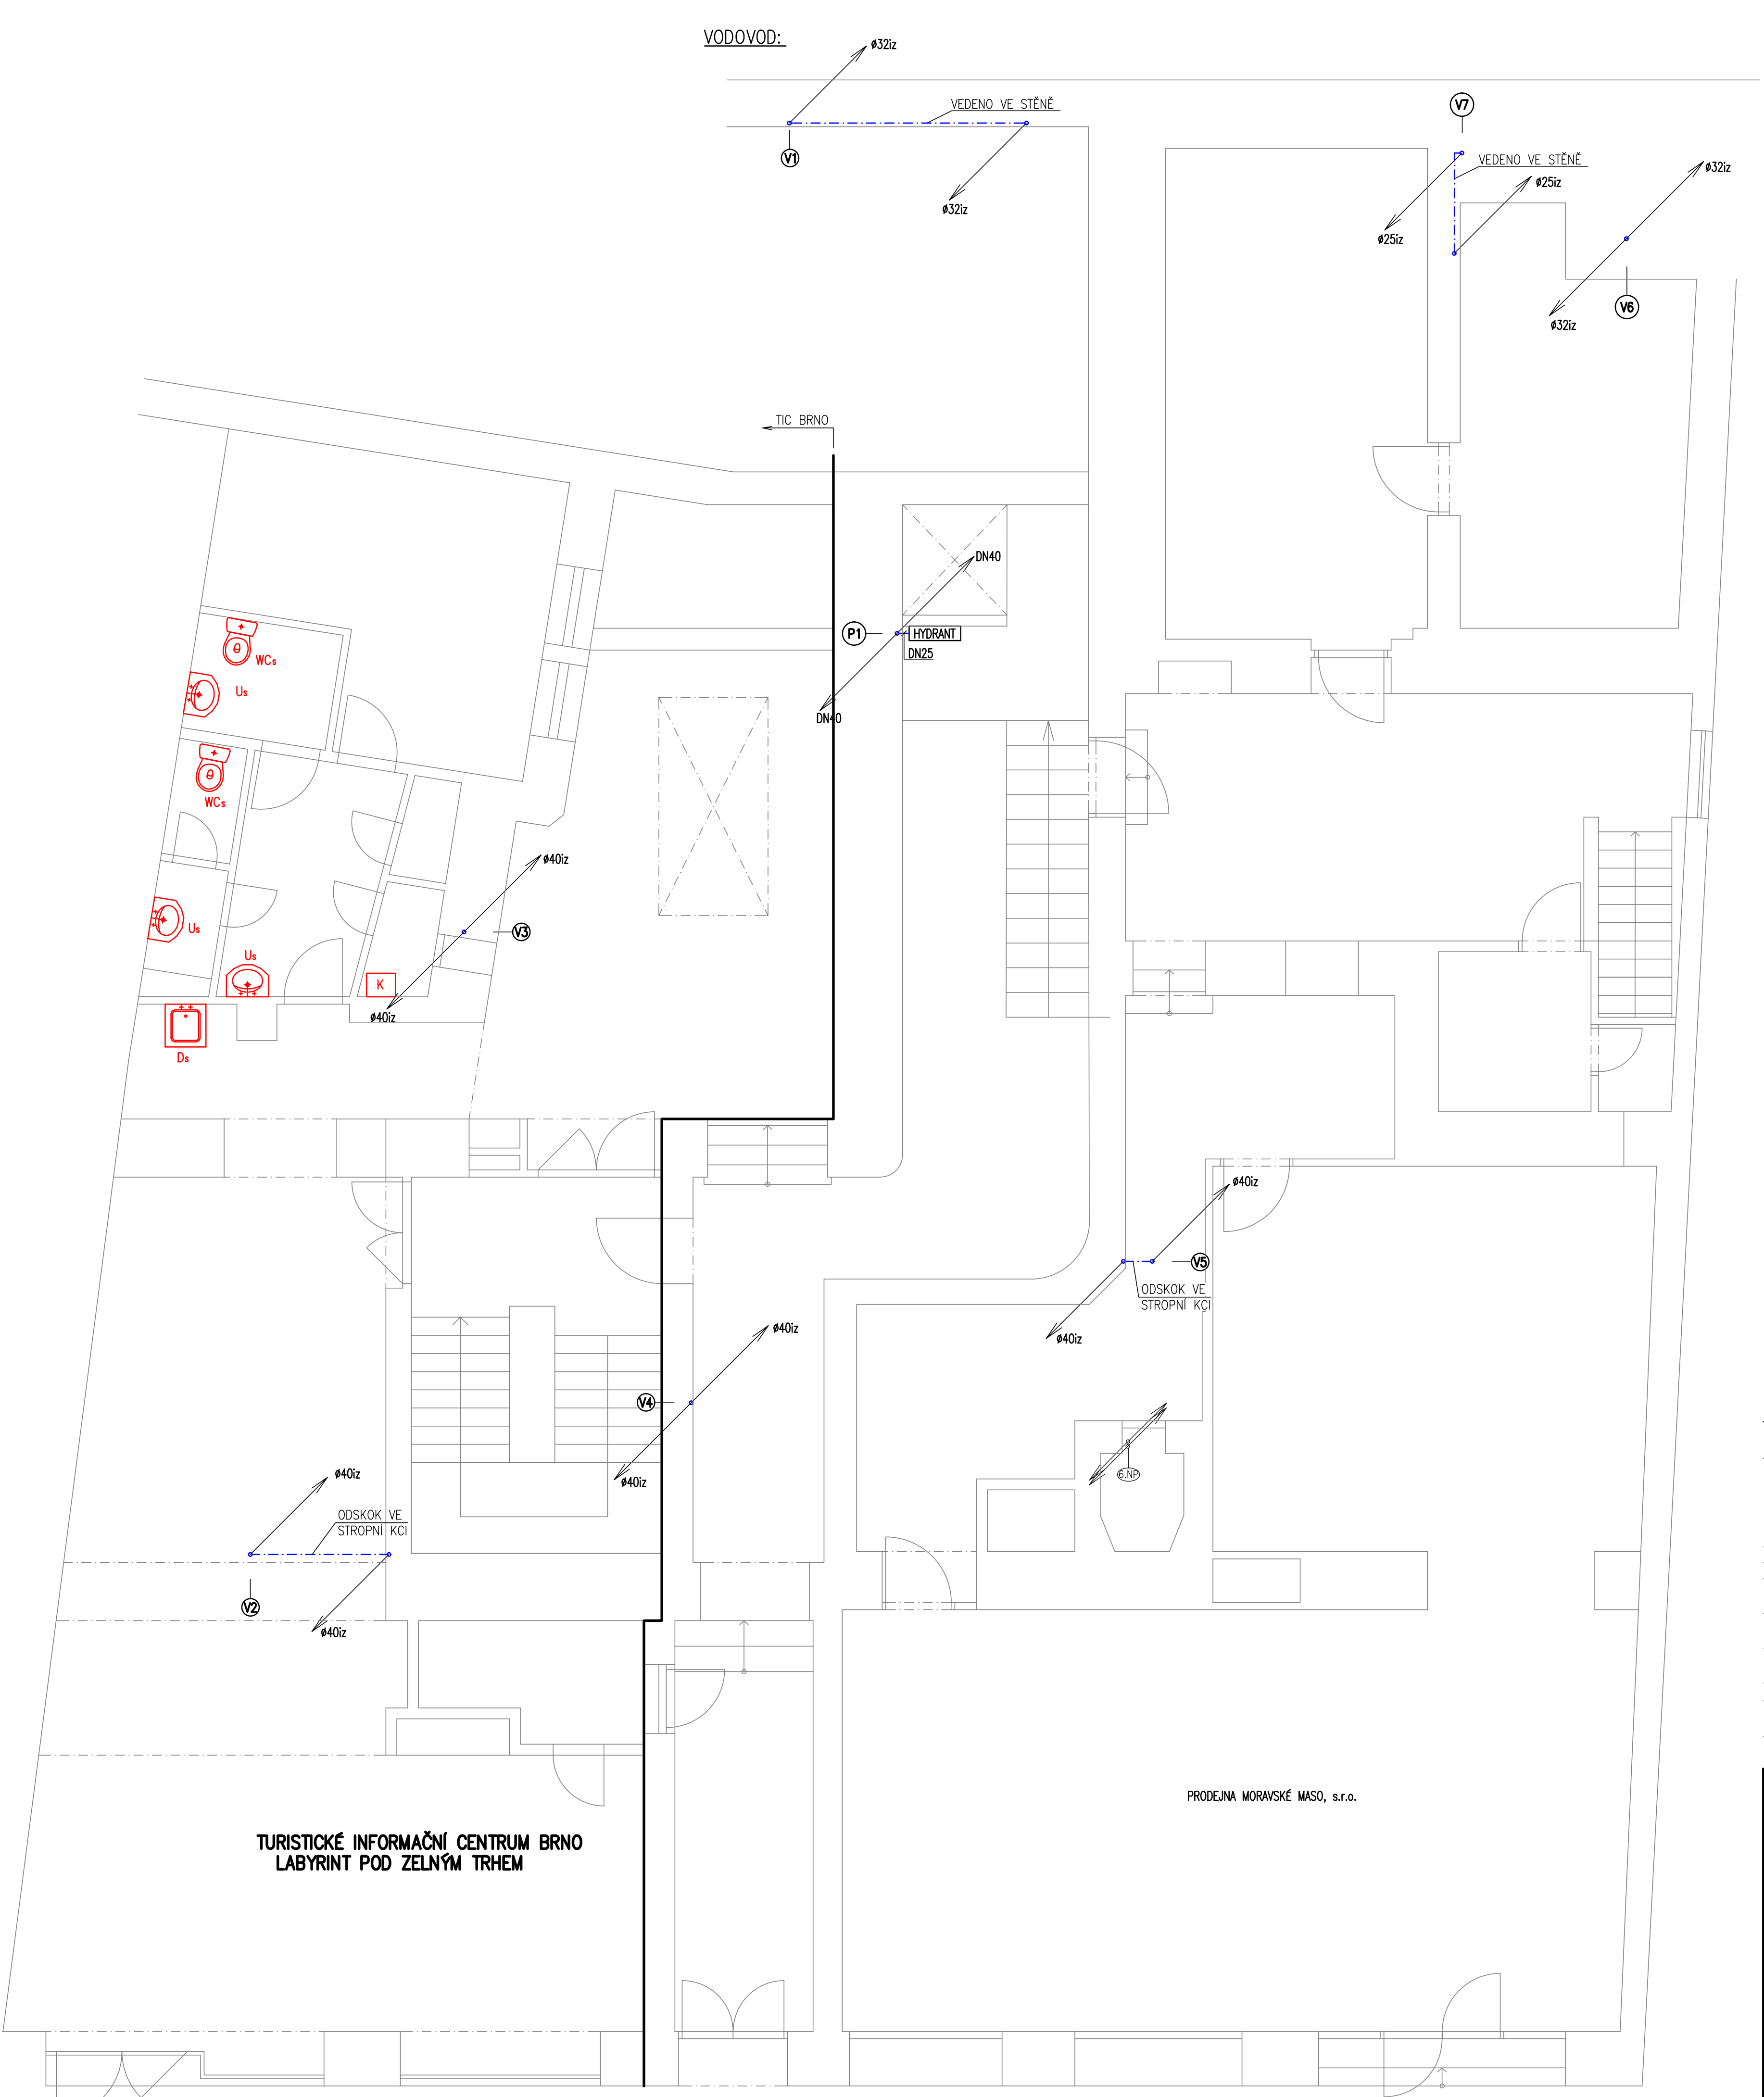 VODOVOD:
ø32iz
VEDENO VE STĚNĚ
V1
ø32iz
V7
VEDENO VE STĚNĚ
ø25iz
ø32iz
ø25iz
V6
ø32iz
TIC BRNO
DN40
P1
HYDRANT
DN25
DN40
WCs
Us
WCs
ø40iz
V3
Us
Us
K
ø40iz
Ds
ø40iz
V5
ODSKOK VE
STROPNÍ KCI
ø40iz
ø40iz
V4
ø40iz
6.NP
ø40iz
ODSKOK VE
STROPNÍ KCI
V2
ø40iz
PRODEJNA MORAVSKÉ MASO, s.r.o.
TURISTICKÉ INFORMAČNÍ CENTRUM BRNO
LABYRINT POD ZELNÝM TRHEM